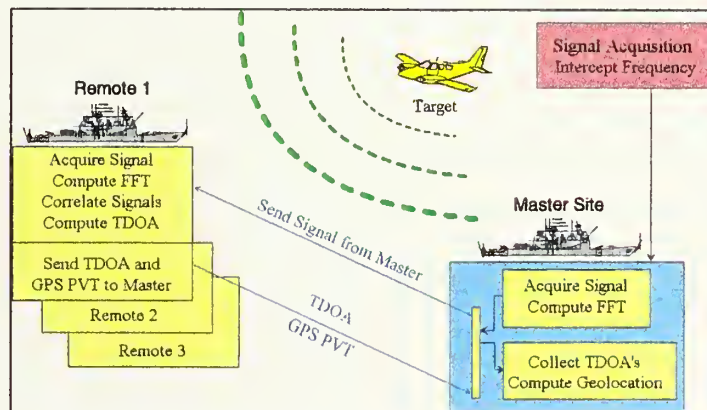 Signal Acquisition
Intercept Frequency
Target
Remote 1
Acquire Signal
Compute FFT
Correlate Signals
Compute TDOA
Send TDOA and
GPS PVT to Master
Remote 2
Remote 3
Send Signal from Master
TDOA
GPS PVT
Master Site
Acquire Signal
Compute FFT
Collect TDOA's
Compute Geolocation